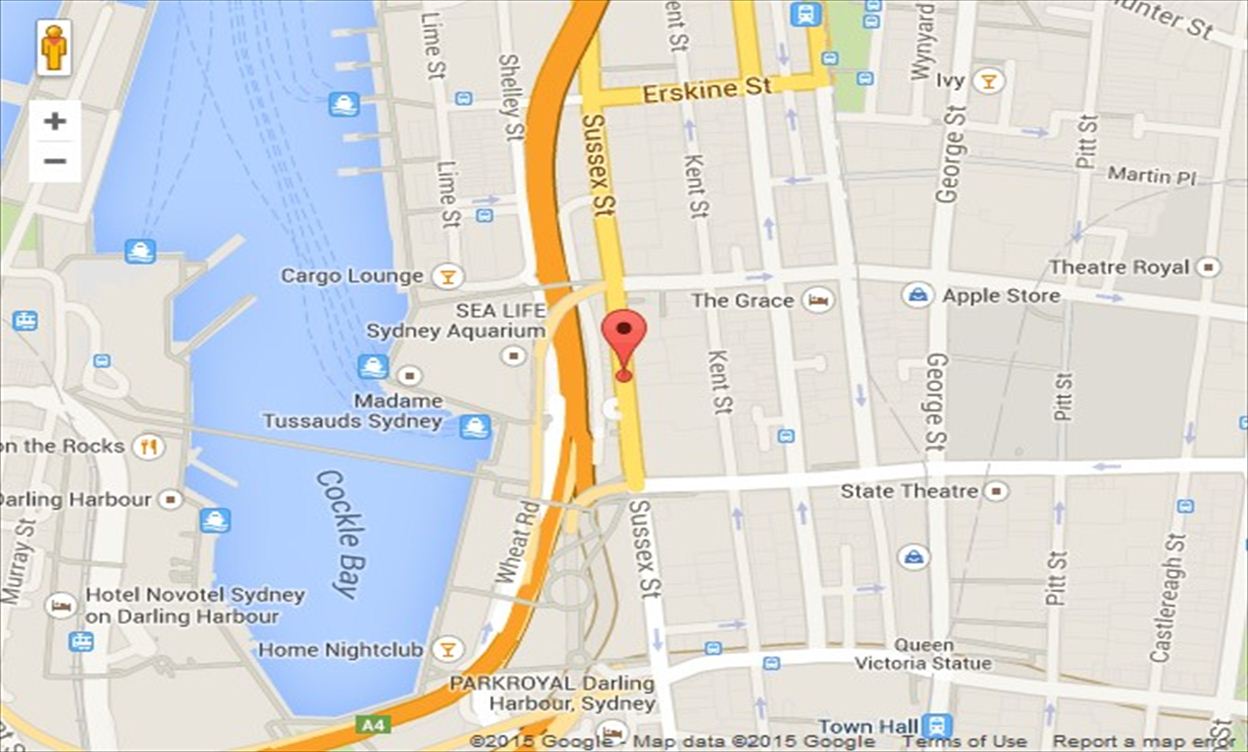 Hunter St
ent St
Lime St
Shelley St
Wynyard
Ivy
Erskine St
Sussex St
Kent St
George St
Pitt St
Lime St
Martin Pl
Cargo Lounge
Theatre Royal
The Grace
Apple Store
SEA LIFE
Sydney Aquarium
Kent St
George St
Pitt St
Madame
Tussauds Sydney
on the Rocks
Darling Harbour
State Theatre
Cockle Bay
Wheat Rd
Sussex St
Murray St
Pitt St
Castlereagh St
Hotel Novotel Sydney
on Darling Harbour
Home Nightclub
Queen
Victoria Statue
PARKROYAL Darling
Harbour, Sydney
A4
Town Hall
©2015 Google - Map data ©2015 Google Terms of Use Report a map error